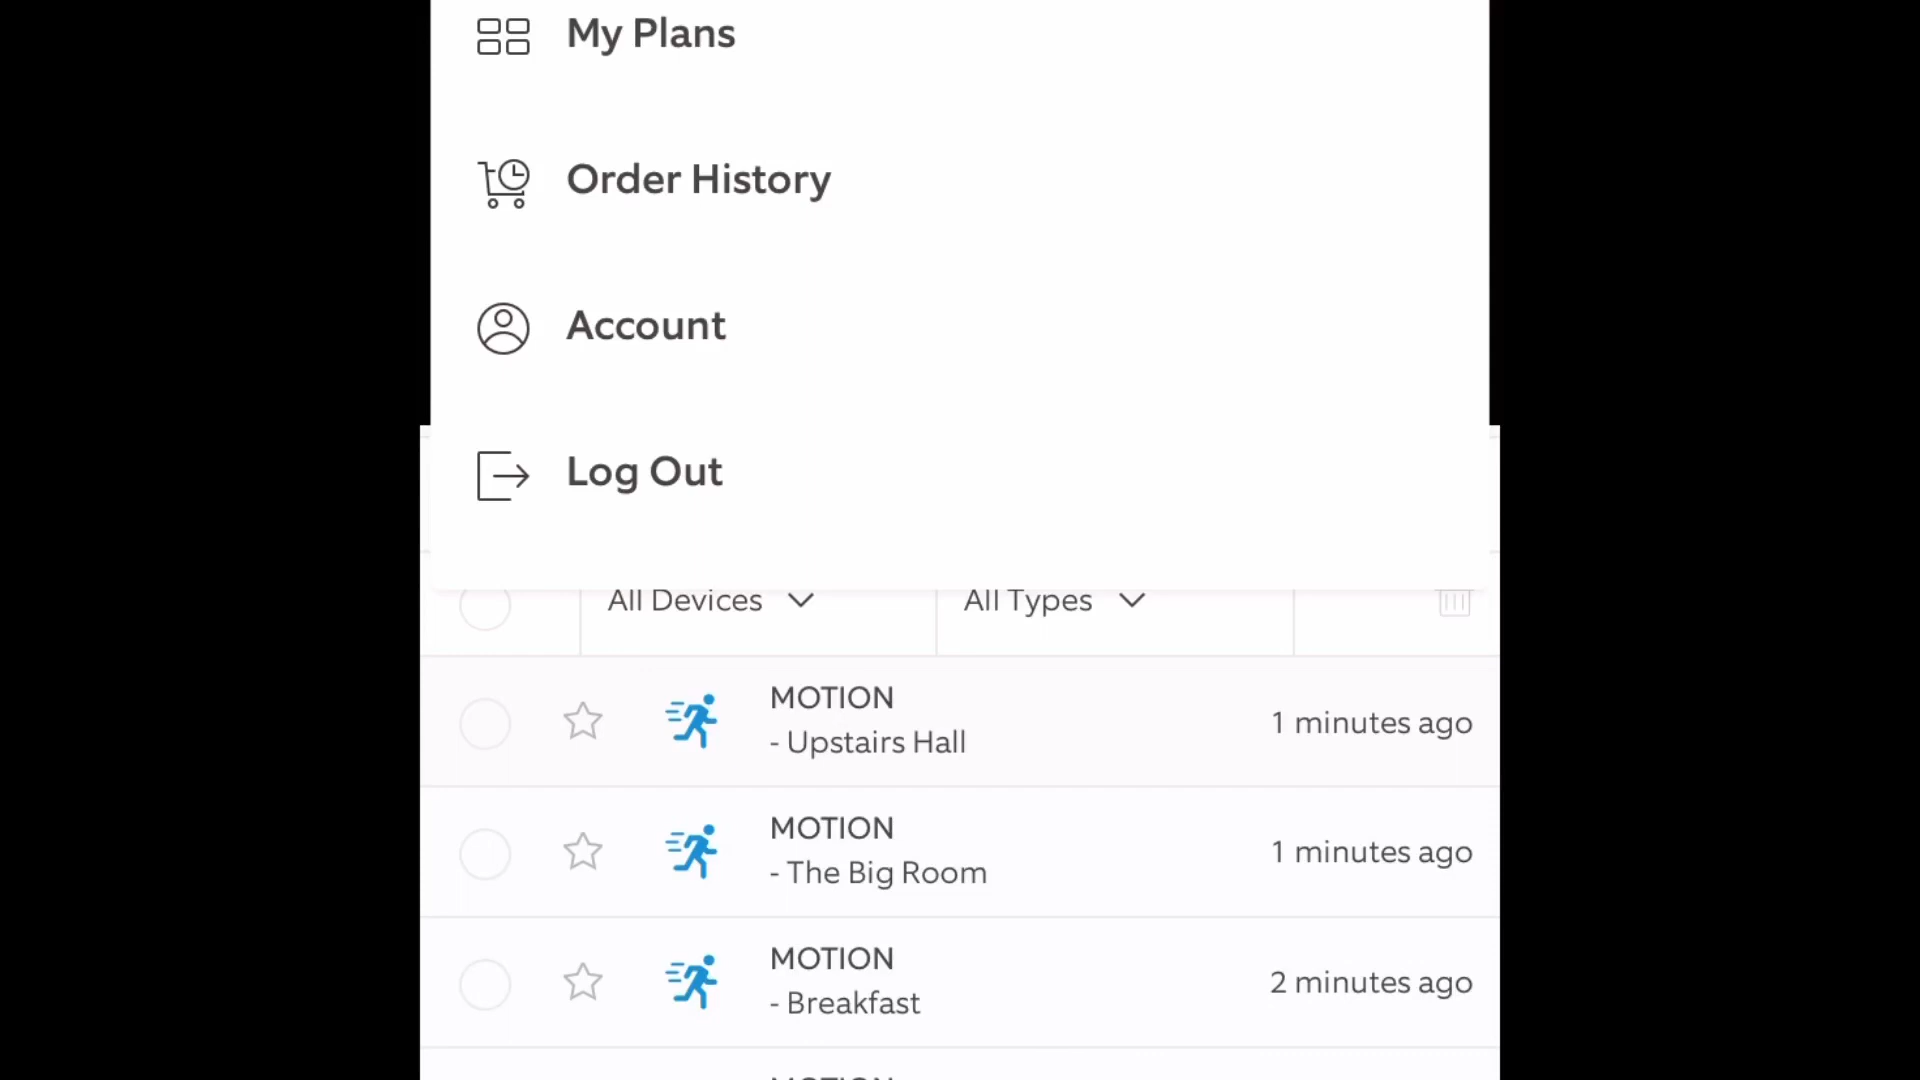 My Plans
Order History
Account
Log Out
All Devices
All Types
MOTION
- Upstairs Hall
1 minutes ago
MOTION
- The Big Room
1 minutes ago
MOTION
- Breakfast
2 minutes ago
MOTION